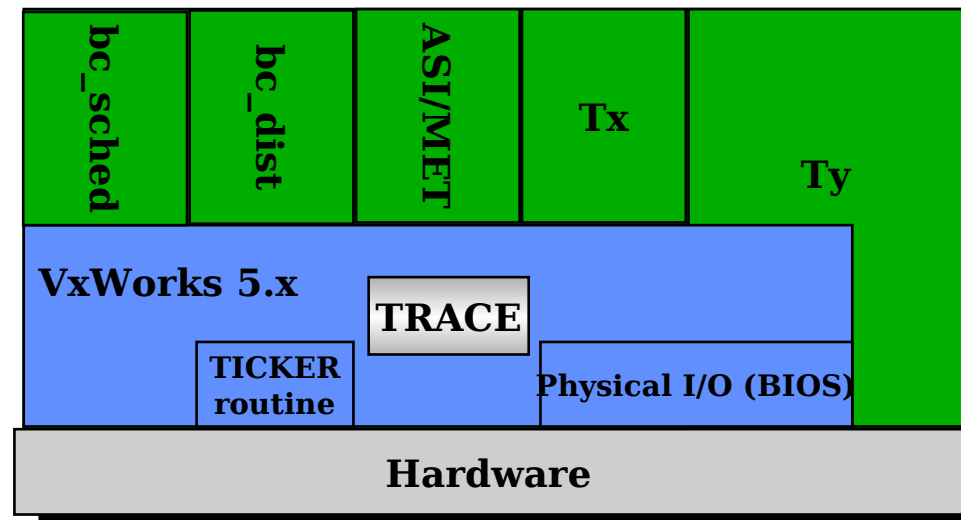 bc_sched
bc_dist
ASI/MET
Tx
Ty
VxWorks 5.x
TRACE
TICKER
routine
Physical I/O (BIOS)
Hardware